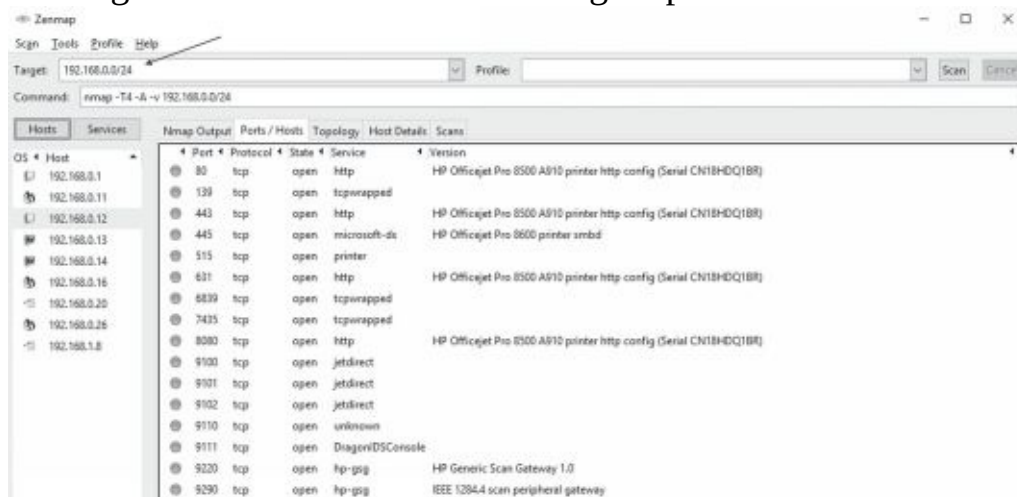 Zenmap
Scan Tools Profile Help
Target: 192.168.0.0/24 Profile: Scan Cancel
Command: nmap -T4 -A -v 192.168.0.0/24
Hosts Services Nmap Output Ports / Hosts Topology Host Details Scans
OS Host Port Protocol State Service Version
192.168.0.1
192.168.0.11
192.168.0.12
192.168.0.13
192.168.0.14
192.168.0.16
192.168.0.20
192.168.0.26
192.168.1.8
80 tcp open http HP Officejet Pro 8500 A910 printer http config (Serial CN18HDQ1BR)
139 tcp open tcpwrapped
443 tcp open http HP Officejet Pro 8500 A910 printer http config (Serial CN18HDQ1BR)
445 tcp open microsoft-ds HP Officejet Pro 8600 printer smbd
515 tcp open printer
631 tcp open http HP Officejet Pro 8500 A910 printer http config (Serial CN18HDQ1BR)
6839 tcp open tcpwrapped
7435 tcp open tcpwrapped
8080 tcp open http HP Officejet Pro 8500 A910 printer http config (Serial CN18HDQ1BR)
9100 tcp open jetdirect
9101 tcp open jetdirect
9102 tcp open jetdirect
9110 tcp open unknown
9111 tcp open DragonIDSConsole
9220 tcp open hp-gsg HP Generic Scan Gateway 1.0
9290 tcp open hp-gsg IEEE 1284.4 scan peripheral gateway